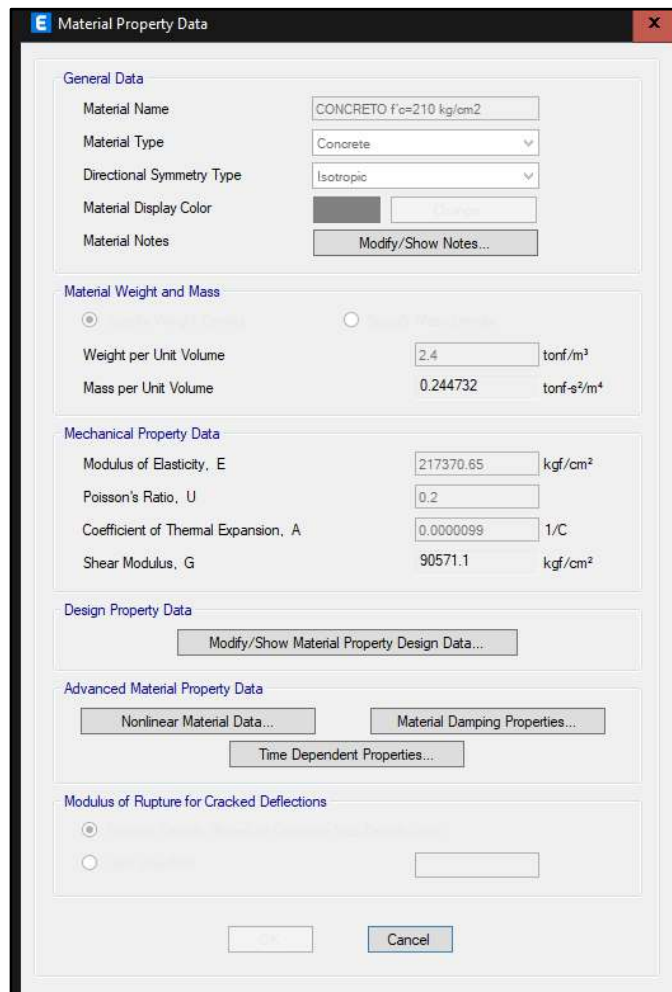 E Material Property Data X
General Data
Material Name CONCRETO f'c=210 kg/cm2
Material Type Concrete
Directional Symmetry Type Isotropic
Material Display Color
Material Notes Modify/Show Notes...
Material Weight and Mass
Weight per Unit Volume 2.4 tonf/m³
Mass per Unit Volume 0.244732 tonf-s²/m⁴
Mechanical Property Data
Modulus of Elasticity, E 217370.65 kgf/cm²
Poisson's Ratio, U 0.2
Coefficient of Thermal Expansion, A 0.0000099 1/C
Shear Modulus, G 90571.1 kgf/cm²
Design Property Data
Modify/Show Material Property Design Data...
Advanced Material Property Data
Nonlinear Material Data... Material Damping Properties...
Time Dependent Properties...
Modulus of Rupture for Cracked Deflections
Cancel